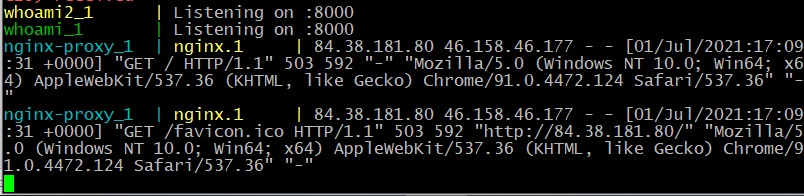 whoami2_1 | Listening on :8000
whoami_1 | Listening on :8000
nginx-proxy_1 | nginx.1 | 84.38.181.80 46.158.46.177 - - [01/Jul/2021:17:09
:31 +0000] "GET / HTTP/1.1" 503 592 "-" "Mozilla/5.0 (Windows NT 10.0; Win64; x6
4) AppleWebKit/537.36 (KHTML, like Gecko) Chrome/91.0.4472.124 Safari/537.36" "-
"
nginx-proxy_1 | nginx.1 | 84.38.181.80 46.158.46.177 - - [01/Jul/2021:17:09
:31 +0000] "GET /favicon.ico HTTP/1.1" 503 592 "http://84.38.181.80/" "Mozilla/5
.0 (Windows NT 10.0; Win64; x64) AppleWebKit/537.36 (KHTML, like Gecko) Chrome/9
1.0.4472.124 Safari/537.36" "-"